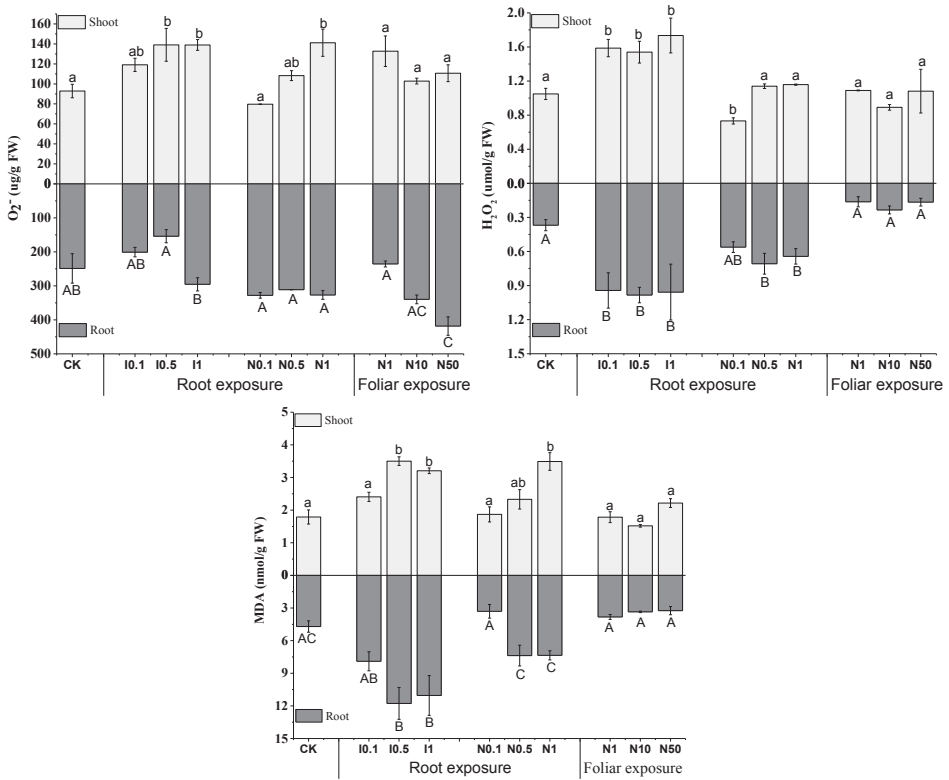 Shoot
O₂⁻ (ug/g FW)
160
140
120
100
80
60
40
20
0
100
200
300
400
500
a
ab
b
b
a
ab
b
a
a
a
AB
AB
A
B
A
A
A
A
AC
C
Root
CK I0.1 I0.5 I1 N0.1 N0.5 N1 N1 N10 N50
Root exposure Foliar exposure
Shoot
H₂O₂ (umol/g FW)
2.0
1.6
1.2
0.8
0.4
0.0
0.3
0.6
0.9
1.2
1.5
a
b
b
b
b
a
a
a
a
a
A
B
B
B
AB
A
A
A
A
A
Root
CK I0.1 I0.5 I1 N0.1 N0.5 N1 N1 N10 N50
Root exposure Foliar exposure
Shoot
MDA (nmol/g FW)
5
4
3
2
1
0
3
6
9
12
15
a
a
b
b
a
ab
b
a
a
a
AC
AB
B
B
A
C
C
A
A
A
Root
CK I0.1 I0.5 I1 N0.1 N0.5 N1 N1 N10 N50
Root exposure Foliar exposure